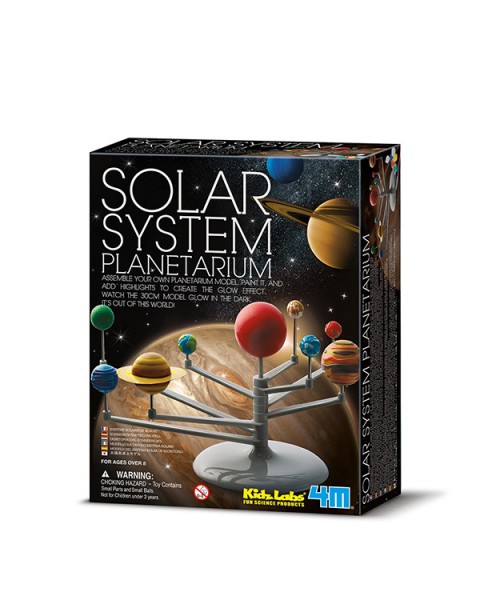 SOLAR SYSTEM PLANETARIUM
SOLAR
SYSTEM
PLANETARIUM
ASSEMBLE YOUR OWN PLANETARIUM MODEL, PAINT IT, AND
ADD HIGHLIGHTS TO CREATE THE GLOW EFFECT.
WATCH THE 30CM MODEL GLOW IN THE DARK.
IT'S OUT OF THIS WORLD!
FOR AGES OVER 8
WARNING:
CHOKING HAZARD - Toy Contains
Small Parts and Small Balls.
Not for Children under 3 years
KidzLabs
FUN SCIENCE PRODUCTS
4M
SOLAR SYSTEM PLANETARIUM